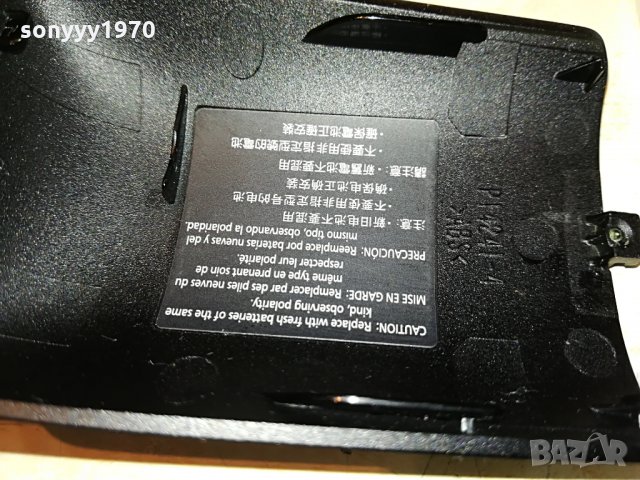 sonyyy1970
CAUTION: Replace with fresh batteries of the same
kind, observing polarity.
MISE EN GARDE: Remplacer par des piles neuves du
même type en prenant soin de
respecter leur polarité.
PRECAUCIÓN: Reemplace por baterías nuevas y del
mismo tipo, observando la polaridad.
注意: • 新旧电池不要混用
• 不要使用非指定型号的电池
• 确保电池正确安装
請注意: • 新舊電池不要混用
• 不要使用非指定型號的電池
• 確保電池正確安裝
BAZAR